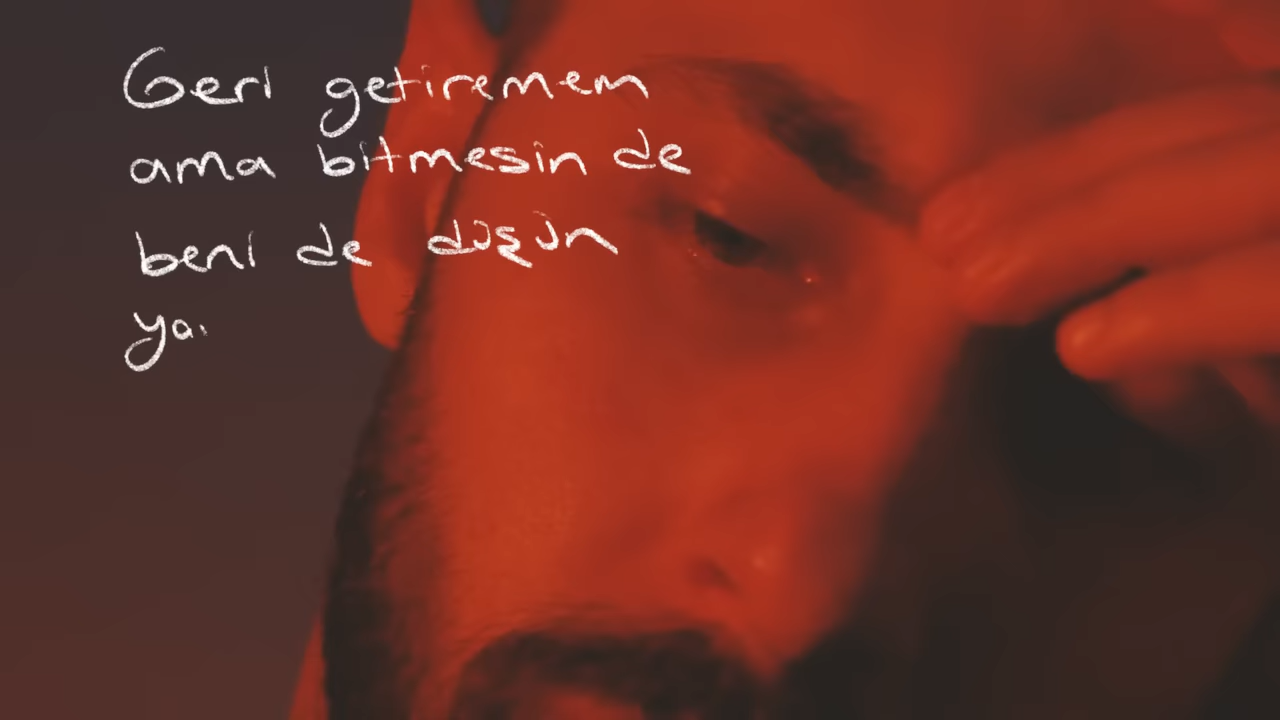 Geri getiremem
ama bitmesin de
beni de düşün
ya.